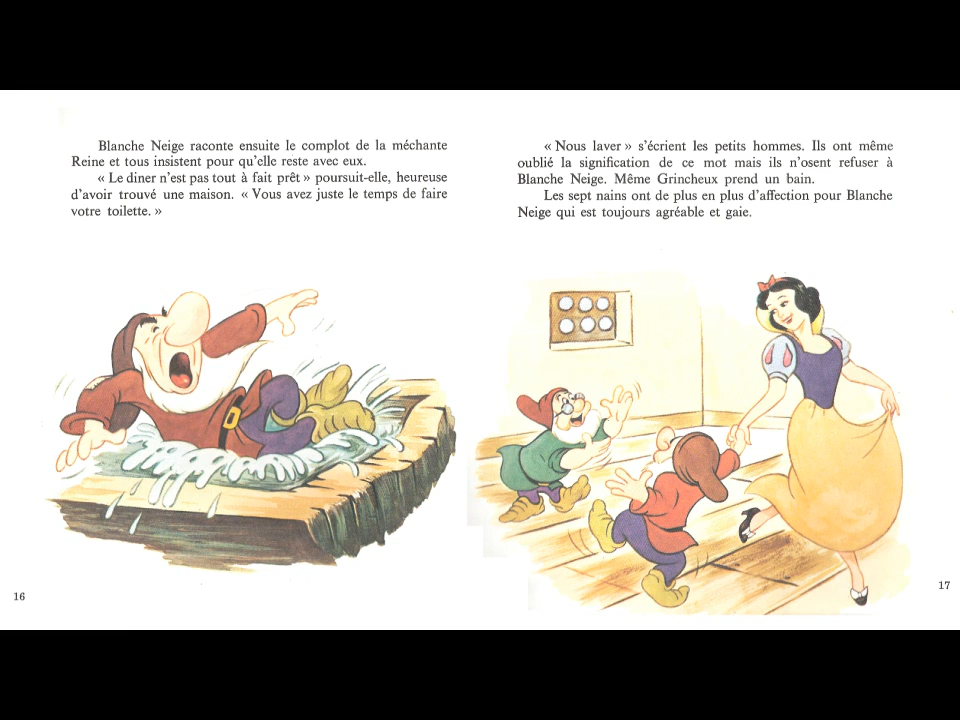 Blanche Neige raconte ensuite le complot de la méchante
Reine et tous insistent pour qu'elle reste avec eux.
« Le diner n'est pas tout à fait prêt » poursuit-elle, heureuse
d'avoir trouvé une maison. « Vous avez juste le temps de faire
votre toilette. »
16
« Nous laver » s'écrient les petits hommes. Ils ont même
oublié la signification de ce mot mais ils n'osent refuser à
Blanche Neige. Même Grincheux prend un bain.
Les sept nains ont de plus en plus d'affection pour Blanche
Neige qui est toujours agréable et gaie.
17